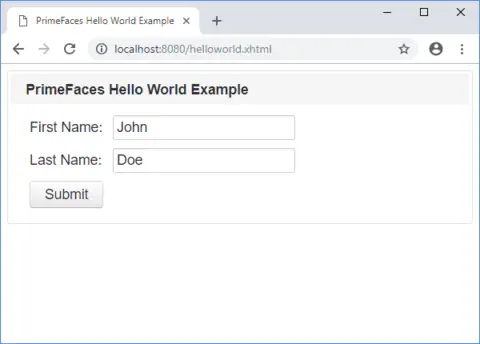 PrimeFaces Hello World Example
localhost:8080/helloworld.xhtml
PrimeFaces Hello World Example
First Name: John
Last Name: Doe
Submit